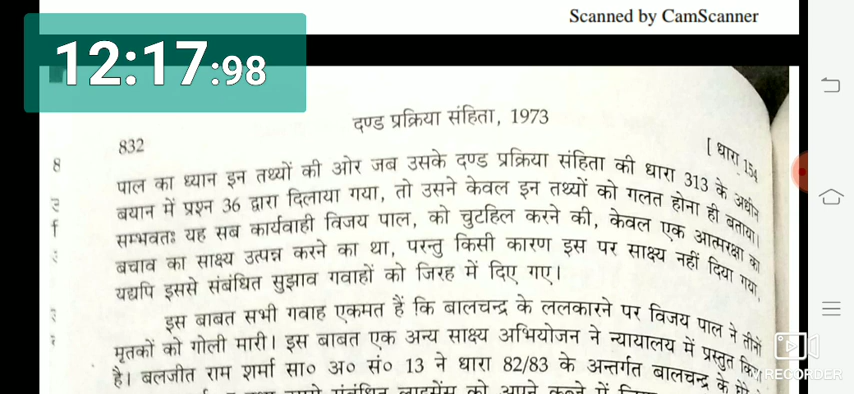 Scanned by CamScanner
12:17:98
दण्ड प्रक्रिया संहिता, 1973
832
[ धारा 154
पाल का ध्यान इन तथ्यों की ओर जब उसके दण्ड प्रक्रिया संहिता की धारा 313 के अधीन
बयान में प्रश्न 36 द्वारा दिलाया गया, तो उसने केवल इन तथ्यों को गलत होना ही बताया।
सम्भवतः यह सब कार्यवाही विजय पाल, को चुटहिल करने की, केवल एक आत्मरक्षा का
बचाव का साक्ष्य उत्पन्न करने का था, परन्तु किसी कारण इस पर साक्ष्य नहीं दिया गया,
यद्यपि इससे संबंधित सुझाव गवाहों को जिरह में दिए गए।
इस बाबत सभी गवाह एकमत हैं कि बालचन्द्र के ललकारने पर विजय पाल ने तीनों
मृतकों को गोली मारी। इस बाबत एक अन्य साक्ष्य अभियोजन ने न्यायालय में प्रस्तुत
है। बलजीत राम शर्मा सा० अ० सं० 13 ने धारा 82/83 के अन्तर्गत बालचन्द्र के
को अपने कब्जे में
RECORDER